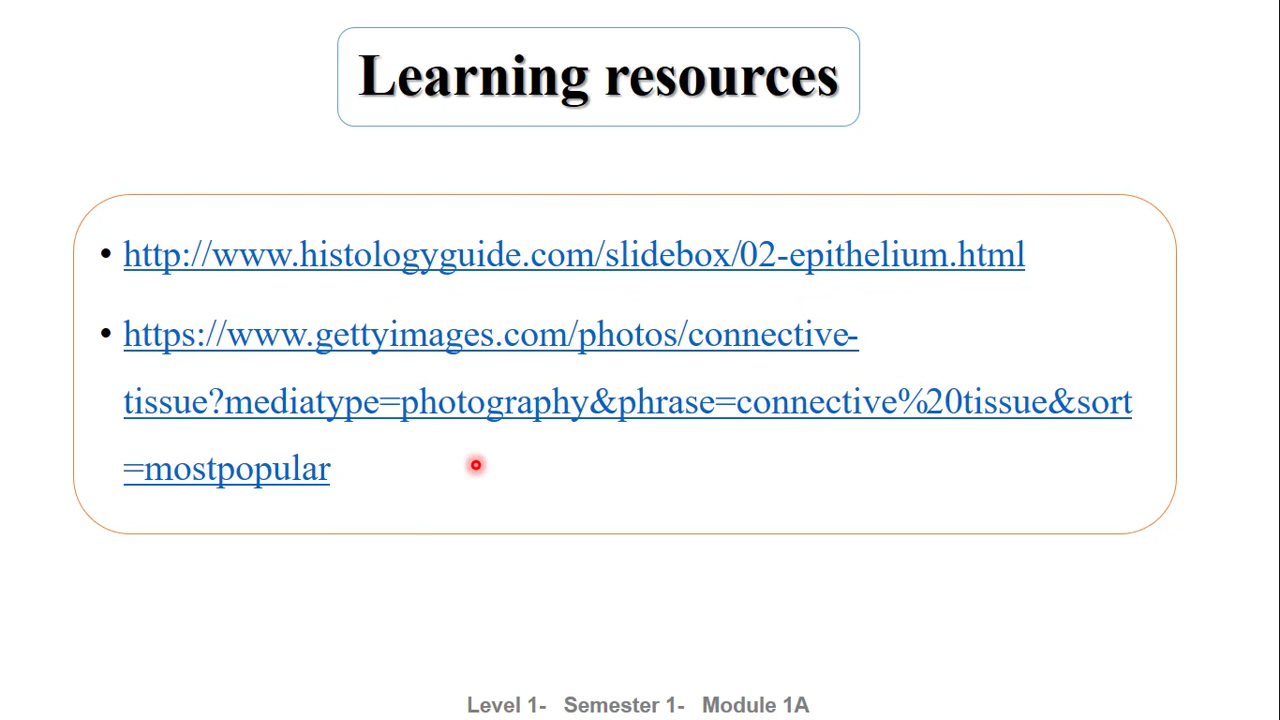 Learning resources
• http://www.histologyguide.com/slidebox/02-epithelium.html
• https://www.gettyimages.com/photos/connective-
tissue?mediatype=photography&phrase=connective%20tissue&sort
=mostpopular
Level 1- Semester 1- Module 1A